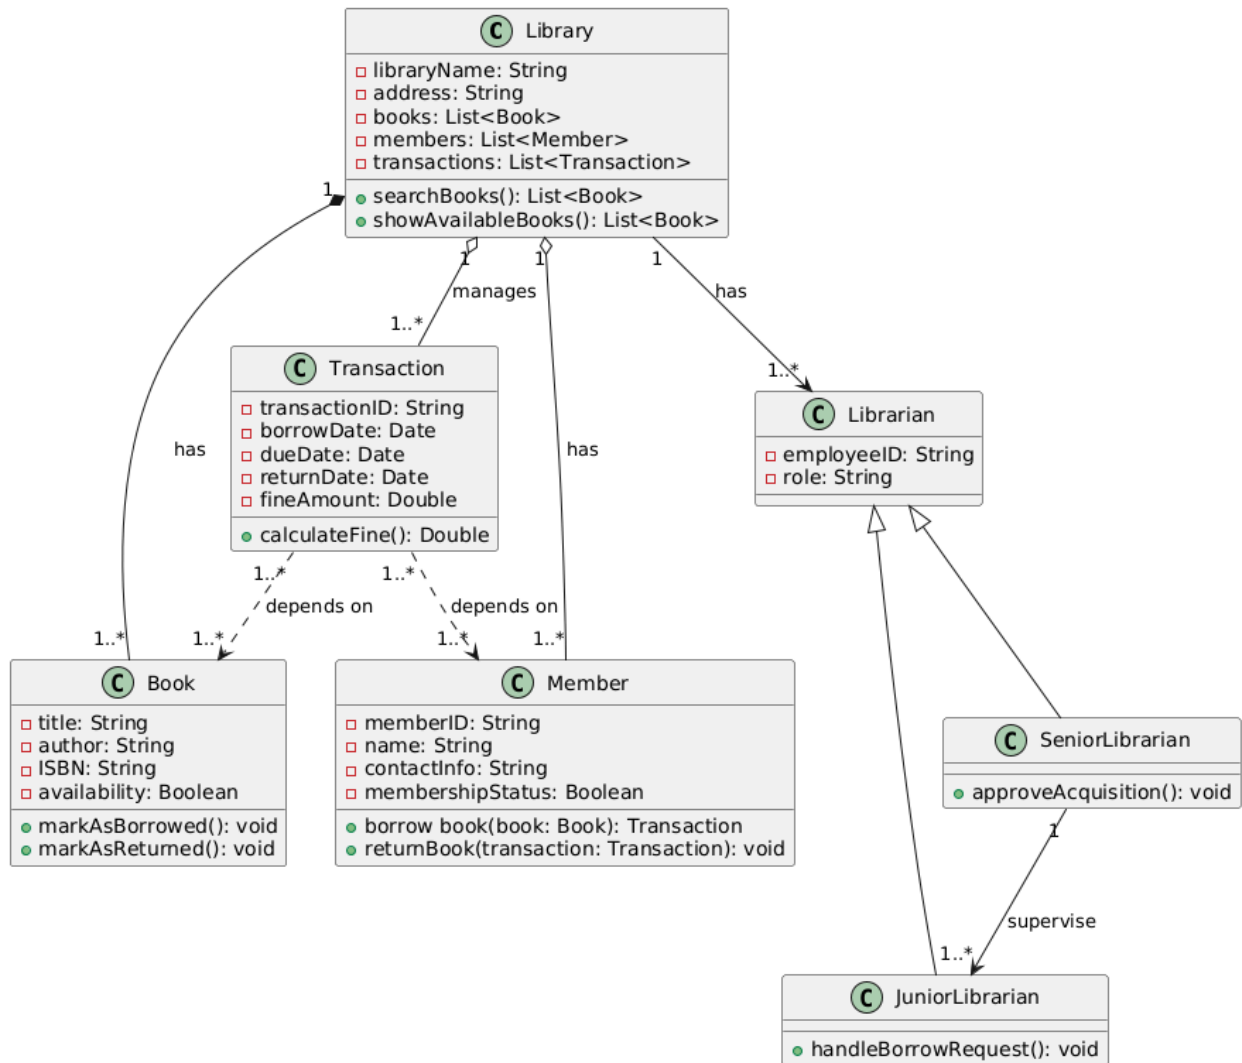 C Library
libraryName: String
address: String
books: List<Book>
members: List<Member>
transactions: List<Transaction>
searchBooks(): List<Book>
showAvailableBooks(): List<Book>
1
1
1
1
manages
has
1..*
1..*
C Transaction
transactionID: String
borrowDate: Date
dueDate: Date
returnDate: Date
fineAmount: Double
calculateFine(): Double
C Librarian
employeeID: String
role: String
has
has
1..*
1..*
depends on
depends on
1..*
1..*
1..*
1..*
C Book
title: String
author: String
ISBN: String
availability: Boolean
markAsBorrowed(): void
markAsReturned(): void
C Member
memberID: String
name: String
contactInfo: String
membershipStatus: Boolean
borrow book(book: Book): Transaction
returnBook(transaction: Transaction): void
C SeniorLibrarian
approveAcquisition(): void
1
supervise
1..*
C JuniorLibrarian
handleBorrowRequest(): void